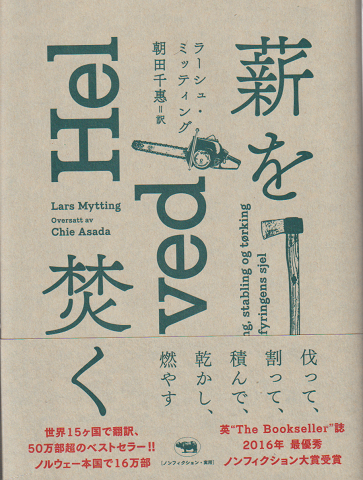 薪を焚く
ラーシュ・
ミッティング
朝田千惠=訳
Hel
ved
Lars Mytting
Oversatt av
Chie Asada
ng, stabling og tørking
fyringens sjel
伐って、
割って、
積んで、
乾かし、
燃やす
世界15ヶ国で翻訳、
50万部超のベストセラー!!
ノルウェー本国で16万部
英“The Bookseller”誌
2016年 最優秀
ノンフィクション大賞受賞